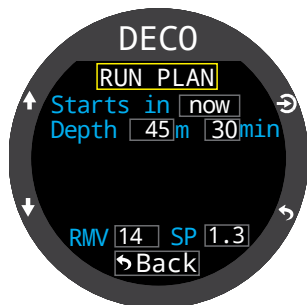 DECO
RUN PLAN
Starts in now
Depth 45m 30min
RMV 14 SP 1.3
Back